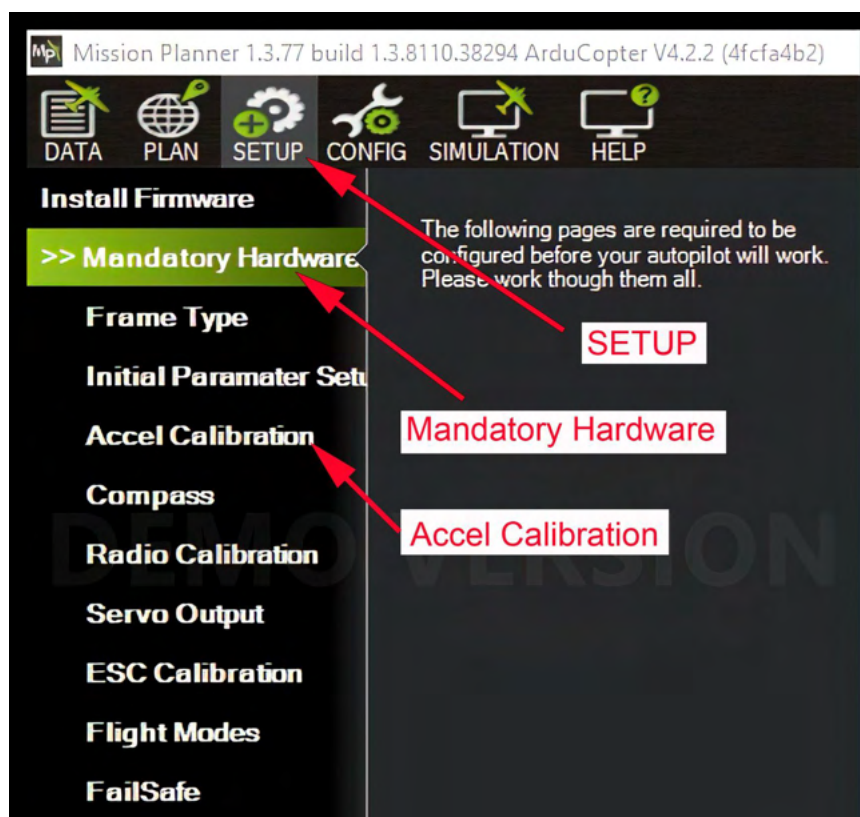 Mission Planner 1.3.77 build 1.3.8110.38294 ArduCopter V4.2.2 (4fcfa4b2)
DATA PLAN SETUP CONFIG SIMULATION HELP
Install Firmware
>> Mandatory Hardware
The following pages are required to be
configured before your autopilot will work.
Please work though them all.
Frame Type
SETUP
Initial Paramater Setu
Mandatory Hardware
Accel Calibration
Compass
Accel Calibration
DEMO VERSION
Radio Calibration
Servo Output
ESC Calibration
Flight Modes
FailSafe